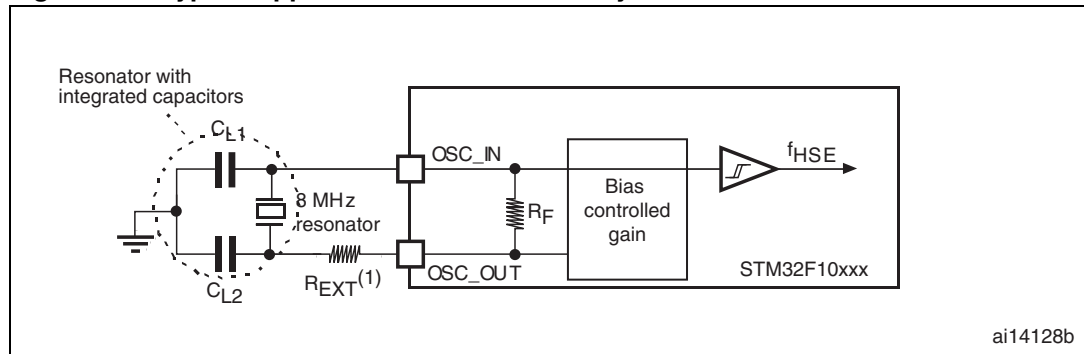 Resonator with
integrated capacitors
CL1
OSC_IN
fHSE
8 MHz
resonator
RF
Bias
controlled
gain
REXT(1)
OSC_OUT
STM32F10xxx
CL2
ai14128b